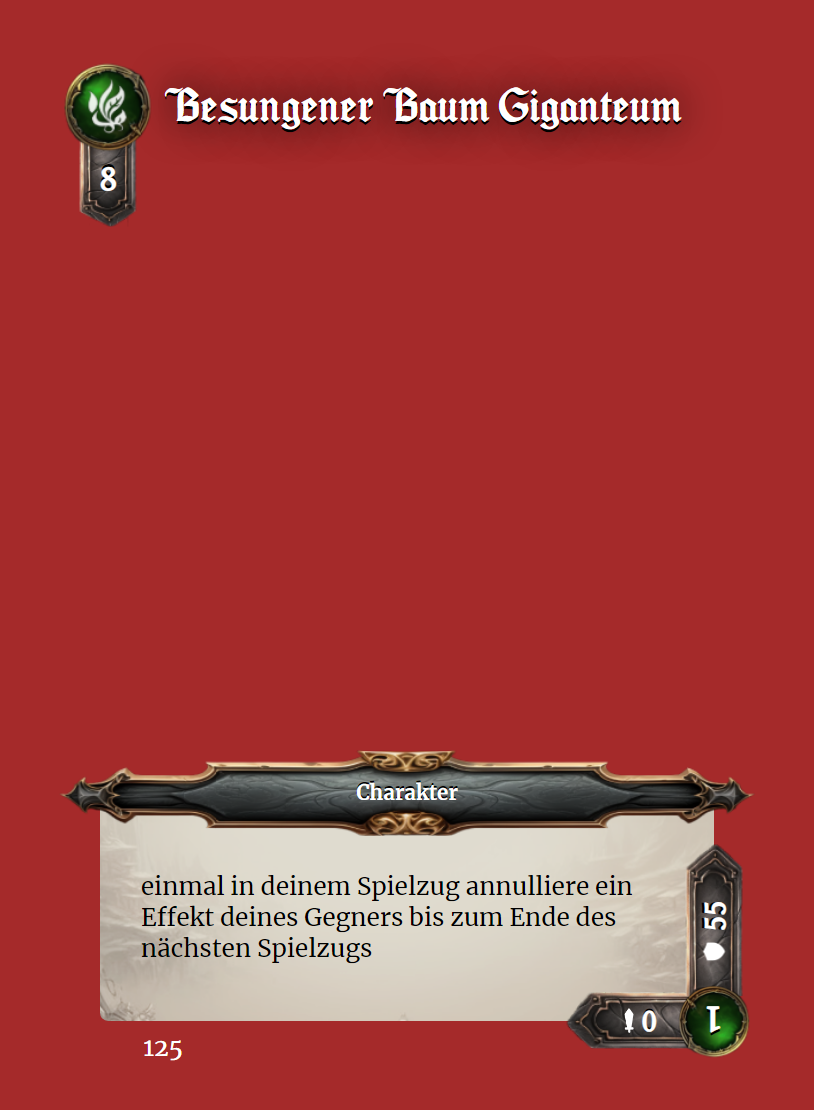 Besungener Baum Giganteum
8
Charakter
einmal in deinem Spielzug annulliere ein
Effekt deines Gegners bis zum Ende des
nächsten Spielzugs
55
0
1
125